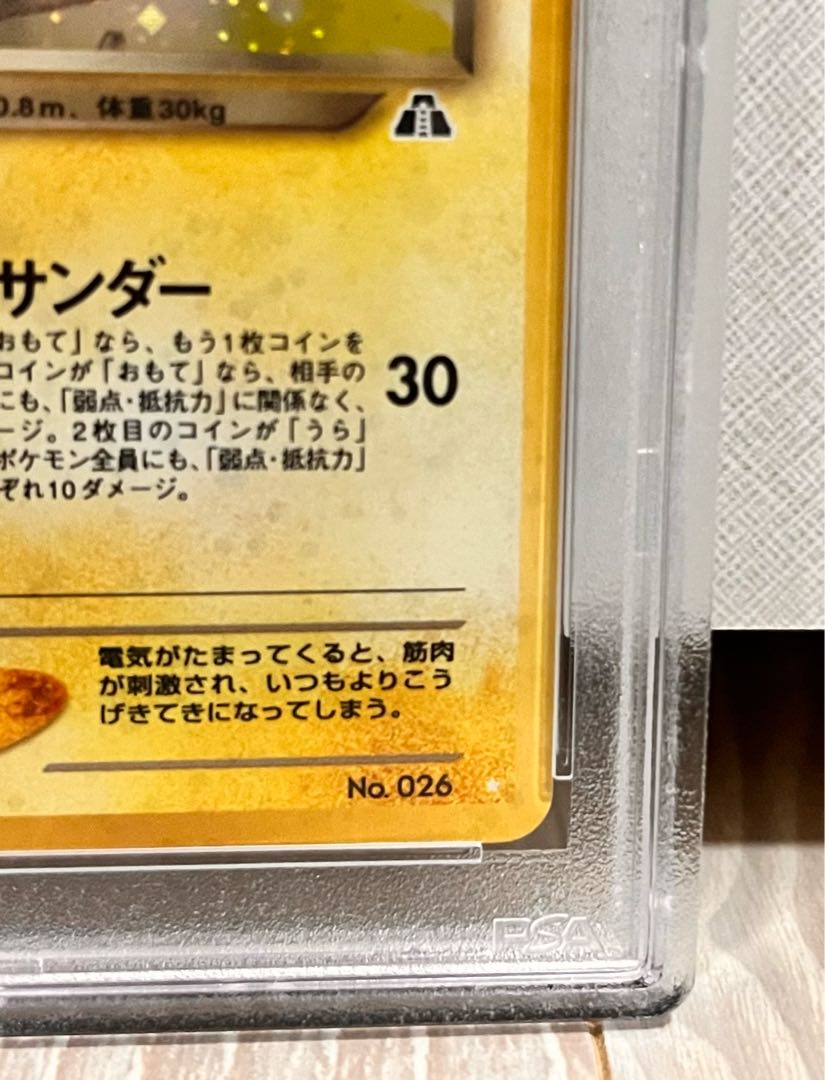 0.8m、体重30kg
サンダー
おもて」なら、もう1枚コインを
コインが「おもて」なら、相手の
にも、「弱点・抵抗力」に関係なく、
ージ。2枚目のコインが「うら」
ポケモン全員にも、「弱点・抵抗力」
ぞれ10ダメージ。
30
電気がたまってくると、筋肉
が刺激され、いつもよりこう
げきてきになってしまう。
No. 026
PSA